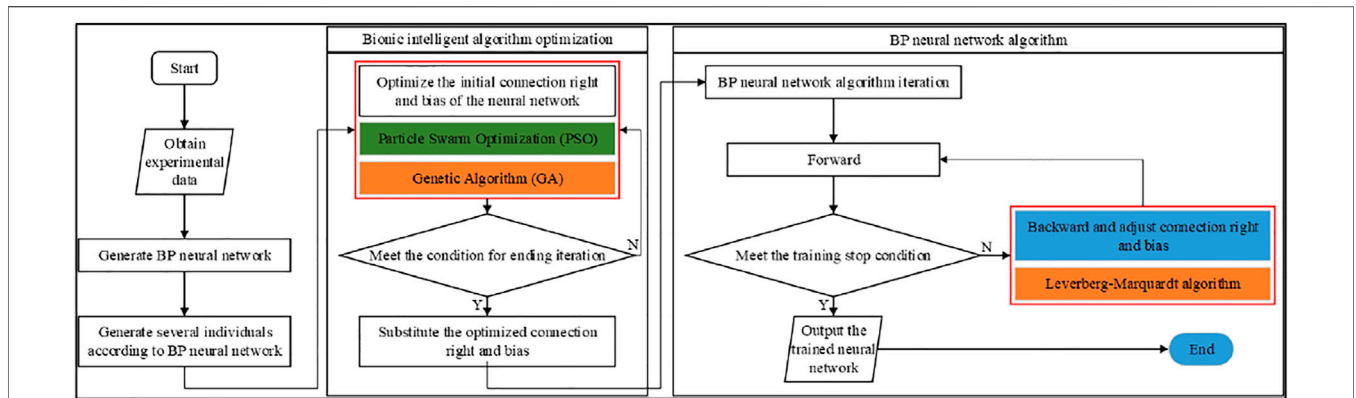 Start
Obtain
experimental
data
Generate BP neural network
Generate several individuals
according to BP neural network
Bionic intelligent algorithm optimization
Optimize the initial connection right
and bias of the neural network
Particle Swarm Optimization (PSO)
Genetic Algorithm (GA)
Meet the condition for ending iteration
N
Y
Substitute the optimized connection
right and bias
BP neural network algorithm
BP neural network algorithm iteration
Forward
Meet the training stop condition
N
Backward and adjust connection right
and bias
Leverberg-Marquardt algorithm
Y
Output the
trained neural
network
End